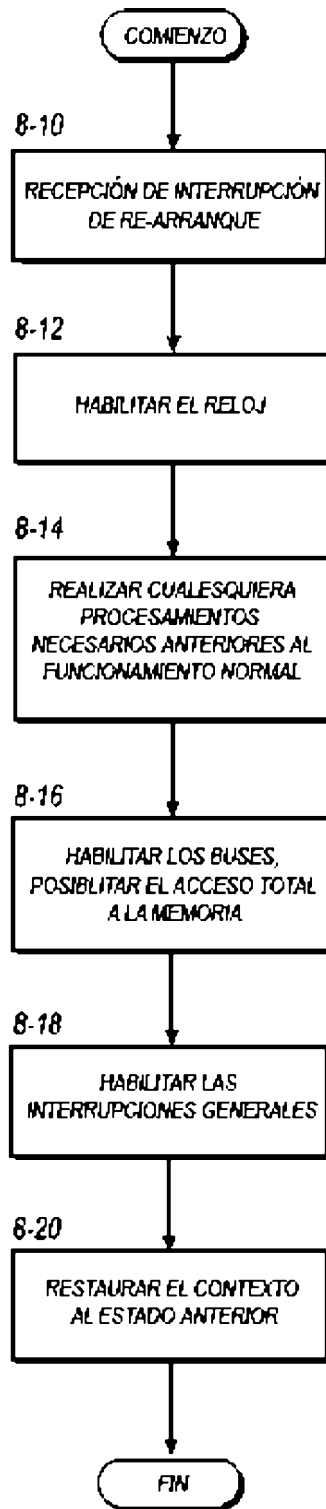 COMIENZO
8-10
RECEPCIÓN DE INTERRUPCIÓN
DE RE-ARRANQUE
8-12
HABILITAR EL RELOJ
8-14
REALIZAR CUALESQUIERA
PROCESAMIENTOS
NECESARIOS ANTERIORES AL
FUNCIONAMIENTO NORMAL
8-16
HABILITAR LOS BUSES,
POSIBLITAR EL ACCESO TOTAL
A LA MEMORIA
8-18
HABILITAR LAS
INTERRUPCIONES GENERALES
8-20
RESTAURAR EL CONTEXTO
AL ESTADO ANTERIOR
FIN